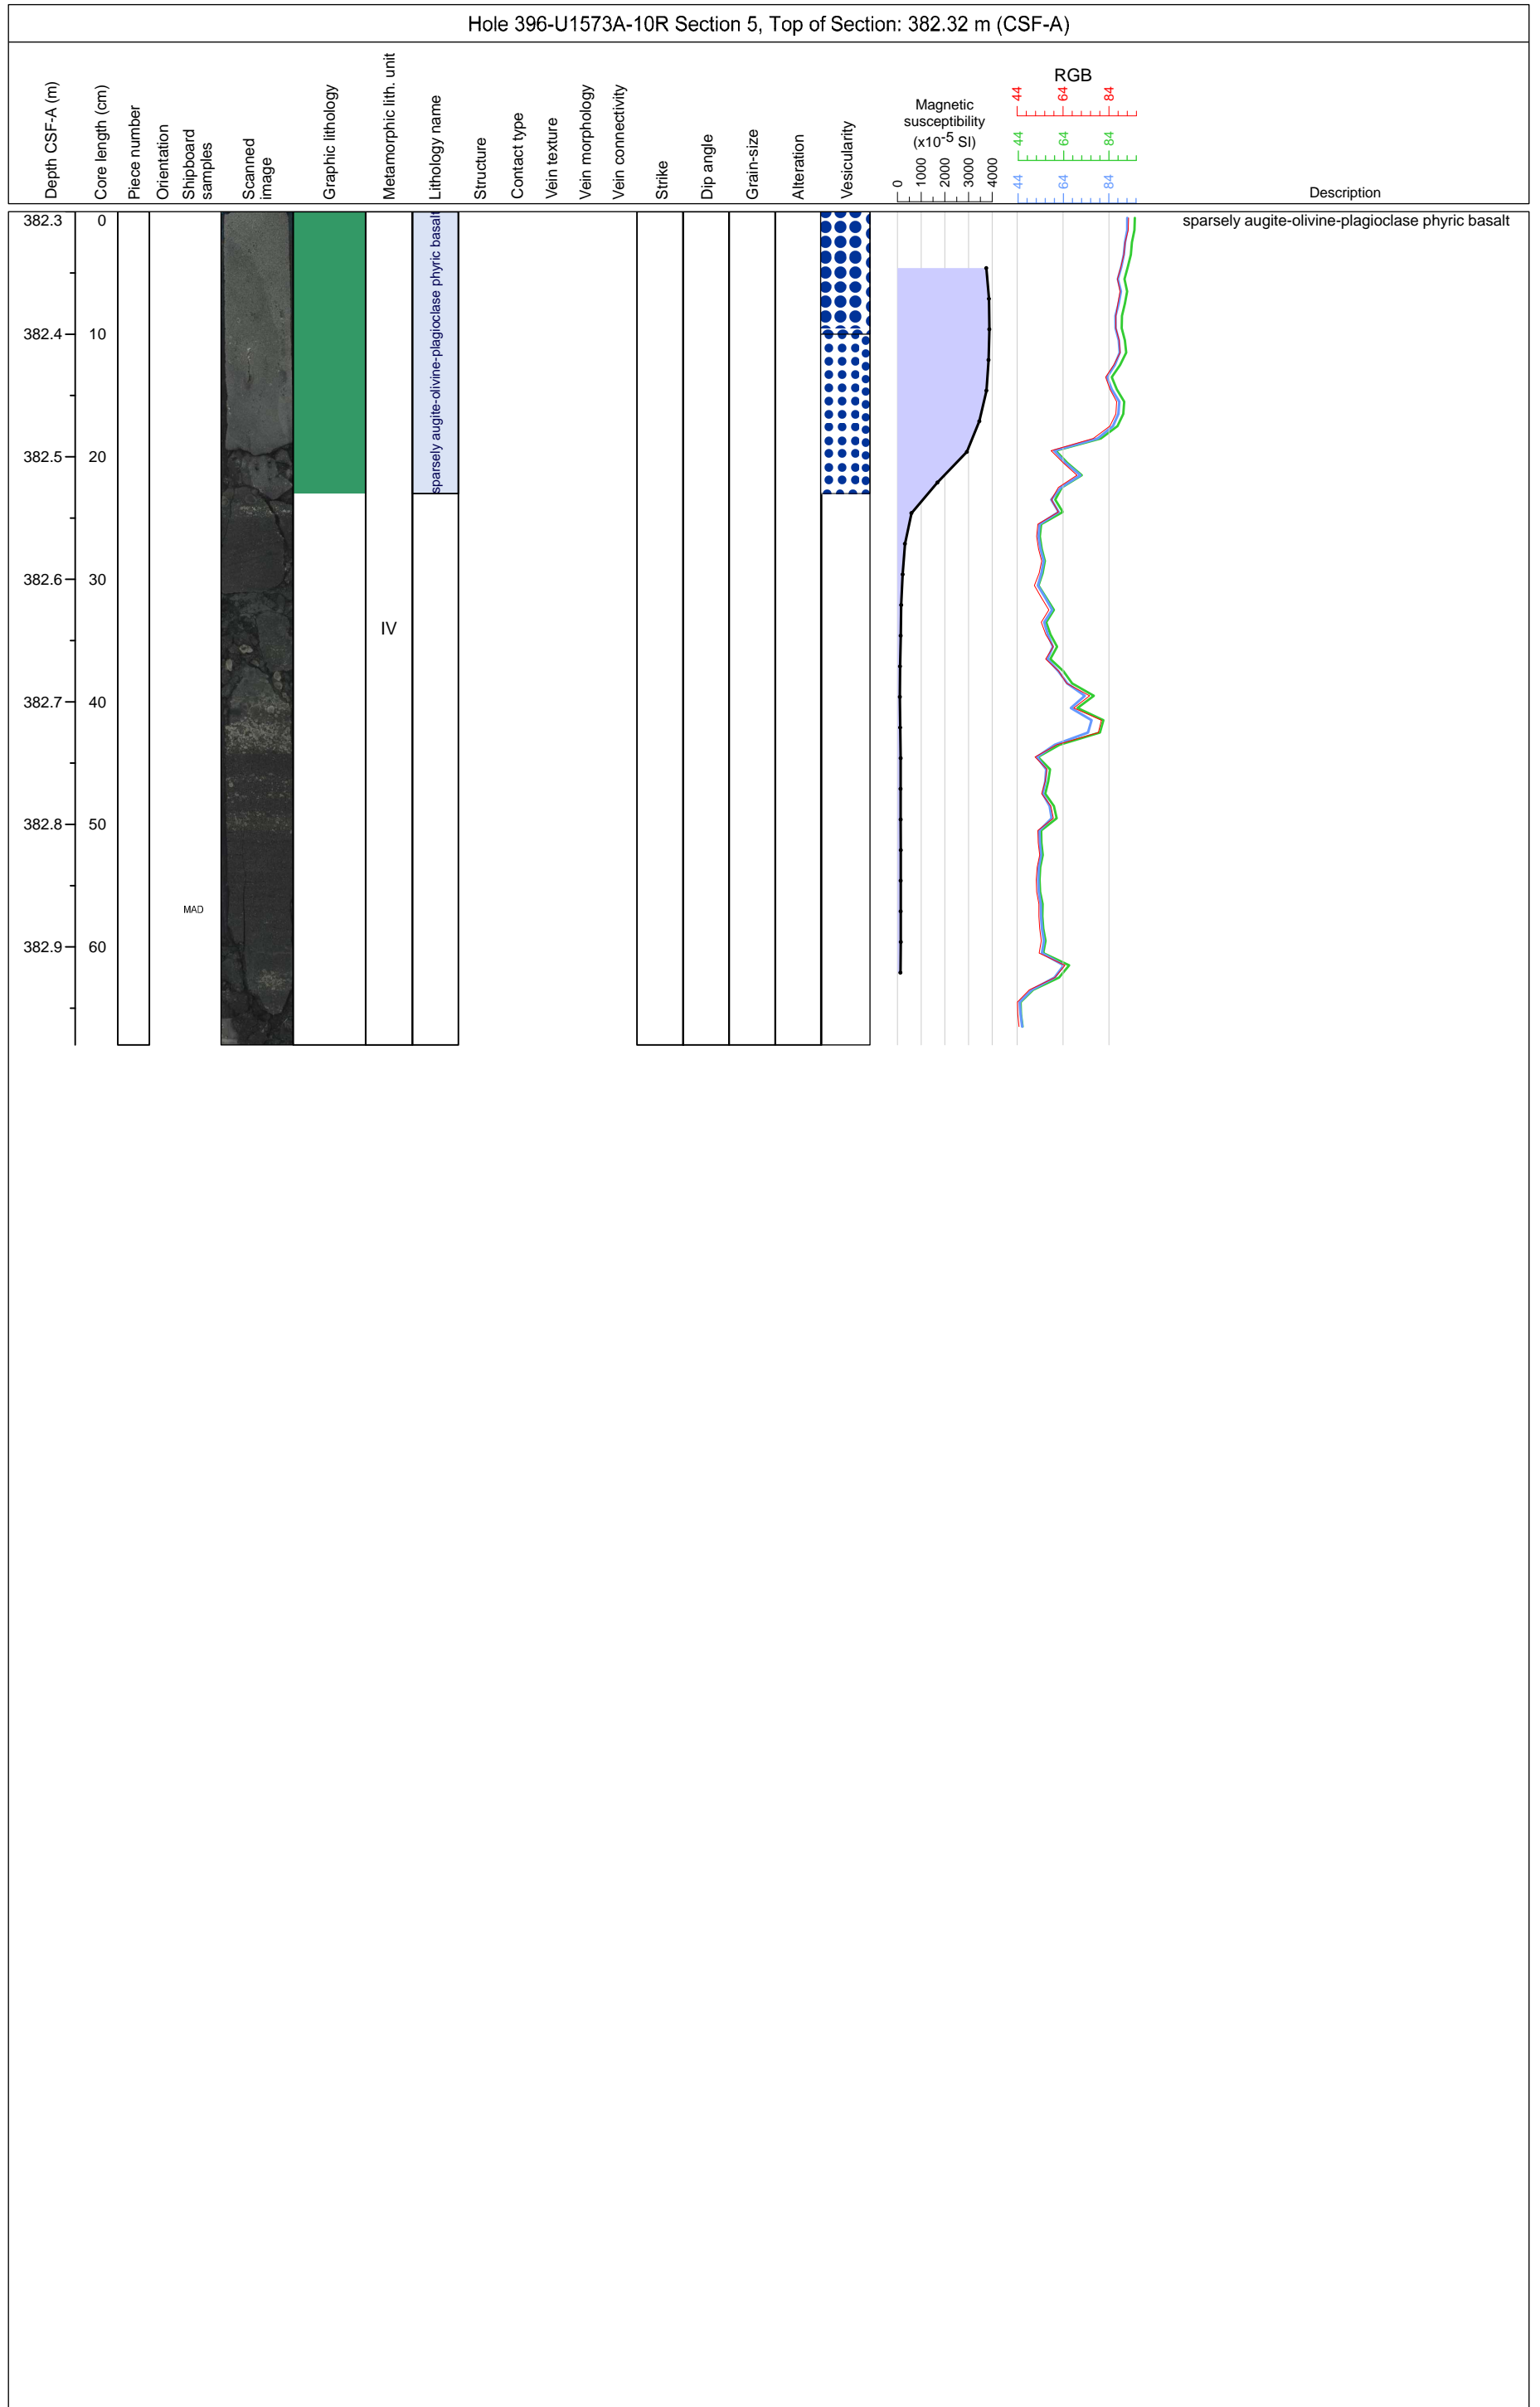 Hole 396-U1573A-10R Section 5, Top of Section: 382.32 m (CSF-A)
Depth CSF-A (m)
Core length (cm)
Piece number
Orientation
Shipboard
samples
Scanned
image
Graphic lithology
Metamorphic lith. unit
Lithology name
Structure
Contact type
Vein texture
Vein morphology
Vein connectivity
Strike
Dip angle
Grain-size
Alteration
Vesicularity
Magnetic
susceptibility
(x10-5 SI)
0 1000 2000 3000 4000
RGB
44 64 84
44 64 84
44 64 84
Description
382.3 0
sparsely augite-olivine-plagioclase phyric basalt
sparsely augite-olivine-plagioclase phyric basalt
382.4 10
382.5 20
382.6 30
IV
382.7 40
382.8 50
MAD
382.9 60